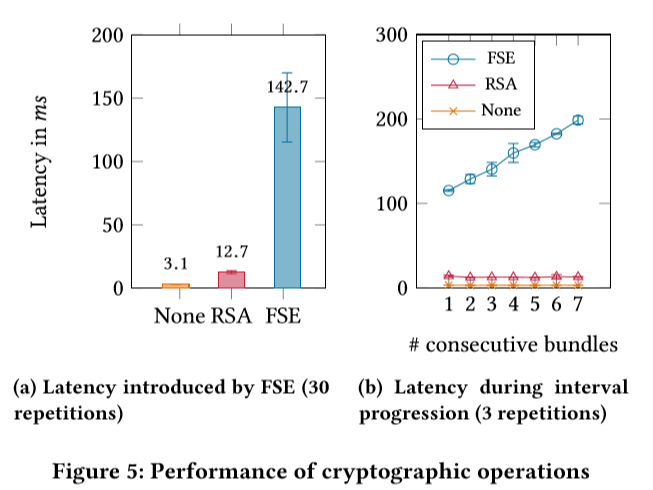 200
150
100
50
0
Latency in ms
142.7
12.7
3.1
None RSA FSE
(a) Latency introduced by FSE (30
repetitions)
300
200
100
0
FSE
RSA
None
1 2 3 4 5 6 7
# consecutive bundles
(b) Latency during interval
progression (3 repetitions)
Figure 5: Performance of cryptographic operations